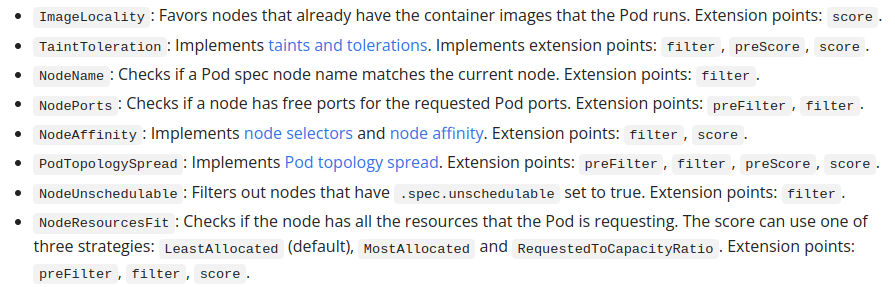 • ImageLocality : Favors nodes that already have the container images that the Pod runs. Extension points: score .
• TaintToleration : Implements taints and tolerations. Implements extension points: filter , preScore , score .
• NodeName : Checks if a Pod spec node name matches the current node. Extension points: filter .
• NodePorts : Checks if a node has free ports for the requested Pod ports. Extension points: preFilter , filter .
• NodeAffinity : Implements node selectors and node affinity. Extension points: filter , score .
• PodTopologySpread : Implements Pod topology spread. Extension points: preFilter , filter , preScore , score .
• NodeUnschedulable : Filters out nodes that have .spec.unschedulable set to true. Extension points: filter .
• NodeResourcesFit : Checks if the node has all the resources that the Pod is requesting. The score can use one of
three strategies: LeastAllocated (default), MostAllocated and RequestedToCapacityRatio . Extension points:
preFilter , filter , score .